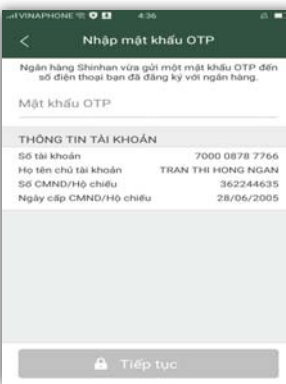 VINAPHONE 4:36
Nhập mật khẩu OTP
Ngân hàng Shinhan vừa gửi một mật khẩu OTP đến
số điện thoại bạn đã đăng ký với ngân hàng.
Mật khẩu OTP
THÔNG TIN TÀI KHOẢN
Số tài khoản 7000 0878 7766
Họ tên chủ tài khoản TRAN THI HONG NGAN
Số CMND/Hộ chiếu 362244635
Ngày cấp CMND/Hộ chiếu 28/06/2005
Tiếp tục